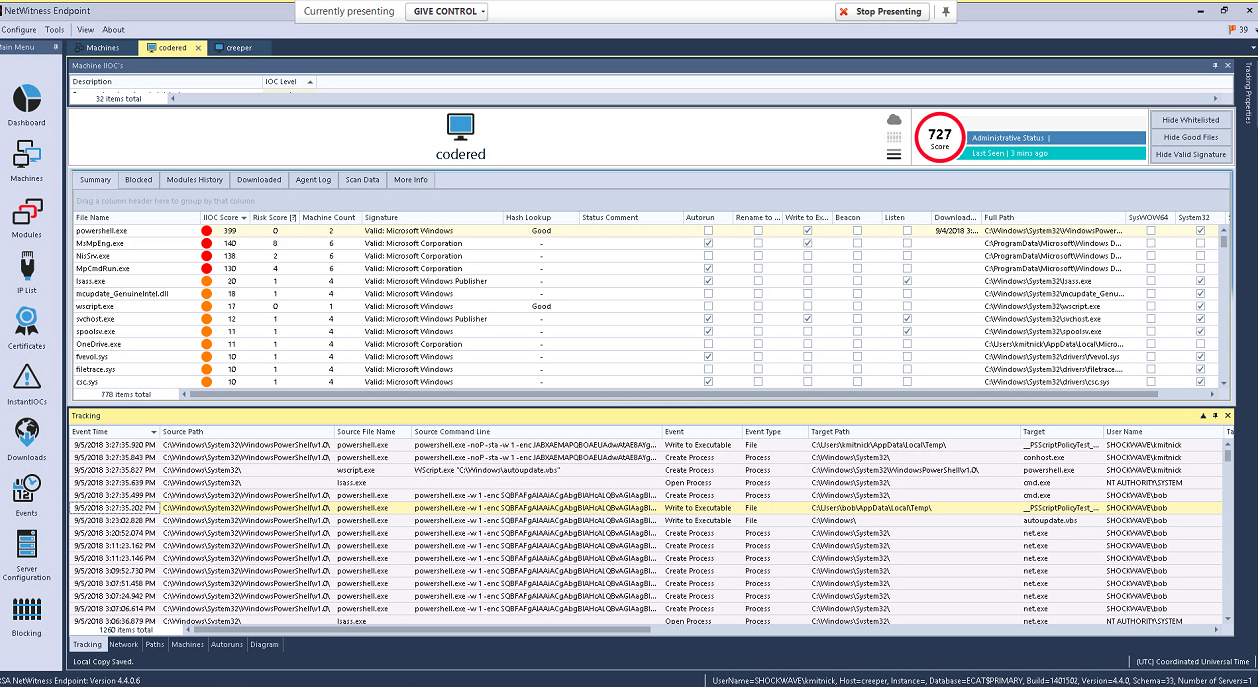 NetWitness Endpoint
Currently presenting GIVE CONTROL Stop Presenting
Configure Tools View About 39
Main Menu Machines codered creeper
Machine IIOC's
Description IOC Level
32 items total
Tracking Properties
Dashboard
Machines
Modules
IP List
Certificates
InstantIOCs
Downloads
Events
Server Configuration
Blocking
codered
727 Score
Administrative Status |
Last Seen | 3 mins ago
Hide Whitelisted
Hide Good Files
Hide Valid Signature
Summary Blocked Modules History Downloaded Agent Log Scan Data More Info
Drag a column header here to group by that column
File Name IIOC Score Risk Score [?] Machine Count Signature Hash Lookup Status Comment Autorun Rename to ... Write to Ex... Beacon Listen Download... Full Path SysWOW64 System32
powershell.exe 399 0 2 Valid: Microsoft Windows Good 9/4/2018 3:... C:\Windows\System32\WindowsPower...
MsMpEng.exe 140 8 6 Valid: Microsoft Corporation - C:\ProgramData\Microsoft\Windows D...
NisSrv.exe 138 2 6 Valid: Microsoft Corporation - C:\ProgramData\Microsoft\Windows D...
MpCmdRun.exe 130 4 6 Valid: Microsoft Corporation - C:\ProgramData\Microsoft\Windows D...
lsass.exe 20 1 4 Valid: Microsoft Windows Publisher - C:\Windows\System32\lsass.exe
mcupdate_GenuineIntel.dll 18 1 4 Valid: Microsoft Windows - C:\Windows\System32\mcupdate_Genu...
wscript.exe 17 0 1 Valid: Microsoft Windows Good C:\Windows\System32\wscript.exe
svchost.exe 12 1 4 Valid: Microsoft Windows Publisher - C:\Windows\System32\svchost.exe
spoolsv.exe 11 1 4 Valid: Microsoft Windows - C:\Windows\System32\spoolsv.exe
OneDrive.exe 11 1 4 Valid: Microsoft Corporation - C:\Users\kmitnick\AppData\Local\Micro...
fvevol.sys 10 1 4 Valid: Microsoft Windows - C:\Windows\System32\drivers\fvevol.sys
filetrace.sys 10 1 4 Valid: Microsoft Windows - C:\Windows\System32\drivers\filetrace....
csc.sys 10 1 4 Valid: Microsoft Windows - C:\Windows\System32\drivers\csc.sys
778 items total
Tracking
Event Time Source Path Source File Name Source Command Line Event Event Type Target Path Target User Name Ta
9/5/2018 3:27:35.920 PM C:\Windows\System32\WindowsPowerShell\v1.0\ powershell.exe Write to Executable File C:\Users\kmitnick\AppData\Local\Temp\ __PSScriptPolicyTest_... SHOCKWAVE\kmitnick
9/5/2018 3:27:35.843 PM C:\Windows\System32\WindowsPowerShell\v1.0\ powershell.exe Create Process Process C:\Windows\System32\ conhost.exe SHOCKWAVE\kmitnick
9/5/2018 3:27:35.827 PM C:\Windows\System32\ wscript.exe WScript.exe "C:\Windows\autoupdate.vbs" Create Process Process C:\Windows\System32\WindowsPowerShell\v1.0\ powershell.exe SHOCKWAVE\kmitnick
9/5/2018 3:27:35.639 PM C:\Windows\System32\ lsass.exe Open Process Process C:\Windows\System32\ cmd.exe NT AUTHORITY\SYSTEM
9/5/2018 3:27:35.499 PM C:\Windows\System32\WindowsPowerShell\v1.0\ powershell.exe powershell.exe -w 1 -enc Create Process Process C:\Windows\System32\ cmd.exe SHOCKWAVE\bob
9/5/2018 3:27:35.202 PM C:\Windows\System32\WindowsPowerShell\v1.0\ powershell.exe powershell.exe -w 1 -enc Write to Executable File C:\Users\bob\AppData\Local\Temp\ __PSScriptPolicyTest_... SHOCKWAVE\bob
9/5/2018 3:23:02.828 PM C:\Windows\System32\WindowsPowerShell\v1.0\ powershell.exe powershell.exe -w 1 -enc Write to Executable File C:\Windows\ autoupdate.vbs SHOCKWAVE\bob
9/5/2018 3:20:52.074 PM C:\Windows\System32\WindowsPowerShell\v1.0\ powershell.exe powershell.exe -w 1 -enc Create Process Process C:\Windows\System32\ net.exe SHOCKWAVE\bob
9/5/2018 3:11:23.162 PM C:\Windows\System32\WindowsPowerShell\v1.0\ powershell.exe powershell.exe -w 1 -enc Create Process Process C:\Windows\System32\ net.exe SHOCKWAVE\bob
9/5/2018 3:11:23.146 PM C:\Windows\System32\WindowsPowerShell\v1.0\ powershell.exe powershell.exe -w 1 -enc Create Process Process C:\Windows\System32\ net.exe SHOCKWAVE\bob
9/5/2018 3:09:52.730 PM C:\Windows\System32\WindowsPowerShell\v1.0\ powershell.exe powershell.exe -w 1 -enc Create Process Process C:\Windows\System32\ net.exe SHOCKWAVE\bob
9/5/2018 3:07:51.458 PM C:\Windows\System32\WindowsPowerShell\v1.0\ powershell.exe powershell.exe -w 1 -enc Create Process Process C:\Windows\System32\ net.exe SHOCKWAVE\bob
9/5/2018 3:07:24.942 PM C:\Windows\System32\WindowsPowerShell\v1.0\ powershell.exe powershell.exe -w 1 -enc Create Process Process C:\Windows\System32\ net.exe SHOCKWAVE\bob
9/5/2018 3:07:06.614 PM C:\Windows\System32\WindowsPowerShell\v1.0\ powershell.exe powershell.exe -w 1 -enc Create Process Process C:\Windows\System32\ net.exe SHOCKWAVE\bob
9/5/2018 3:06:36.879 PM C:\Windows\System32\ lsass.exe Open Process Process C:\Windows\System32\ net.exe NT AUTHORITY\SYSTEM
1260 items total
Tracking Network Paths Machines Autoruns Diagram
Local Copy Saved. (UTC) Coordinated Universal Time
RSA NetWitness Endpoint: Version 4.4.0.6 UserName=SHOCKWAVE\kmitnick, Host=creeper, Instance=, Database=ECAT$PRIMARY, Build=1401502, Version=4.4.0, Schema=33, Number of Servers=1